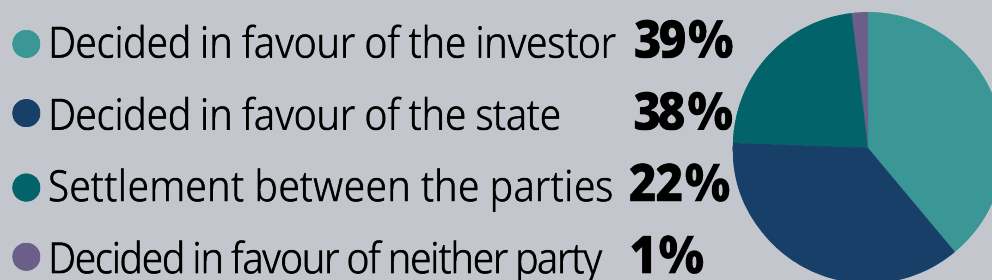 Decided in favour of the investor 39%
Decided in favour of the state 38%
Settlement between the parties 22%
Decided in favour of neither party 1%